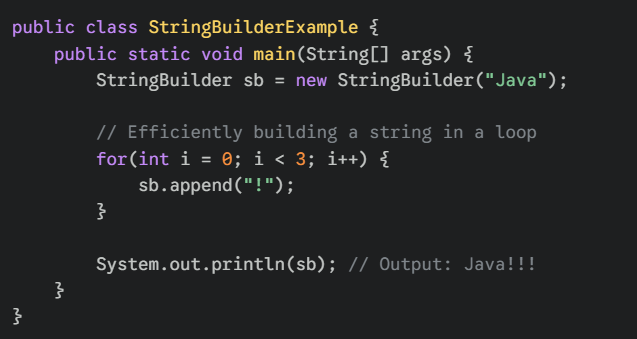 public class StringBuilderExample {
    public static void main(String[] args) {
        StringBuilder sb = new StringBuilder("Java");

        // Efficiently building a string in a loop
        for(int i = 0; i < 3; i++) {
            sb.append("!");
        }

        System.out.println(sb); // Output: Java!!!
    }
}